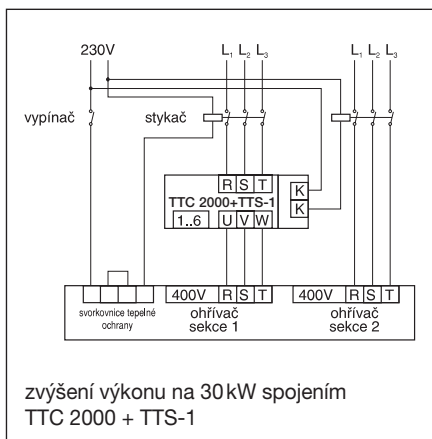 230V L1 L2 L3 L1 L2 L3
vypínač stykač
R S T K
TTC 2000+TTS-1 K
1..6 U V W
400V R S T 400V R S T
svorkovnice tepelné ochrany
ohřívač sekce 1
ohřívač sekce 2
zvýšení výkonu na 30 kW spojením
TTC 2000 + TTS-1